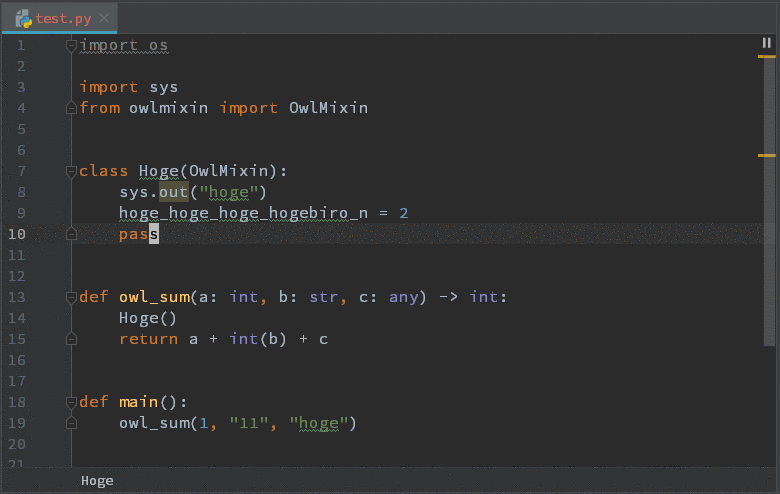 test.py
1 import os
2
3 import sys
4 from owlmixin import OwlMixin
5
6
7 class Hoge(OwlMixin):
8     sys.out("hoge")
9     hoge_hoge_hoge_hogebiro_n = 2
10     pass
11
12
13 def owl_sum(a: int, b: str, c: any) -> int:
14     Hoge()
15     return a + int(b) + c
16
17
18 def main():
19     owl_sum(1, "11", "hoge")
20
21
Hoge